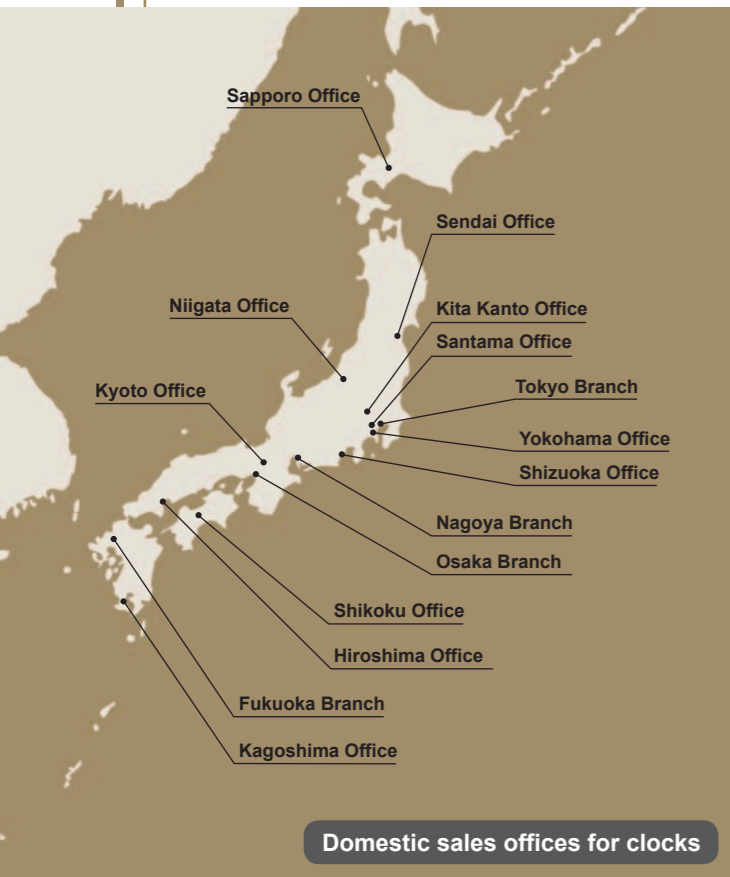 Sapporo Office
Sendai Office
Niigata Office
Kita Kanto Office
Santama Office
Kyoto Office
Tokyo Branch
Yokohama Office
Shizuoka Office
Nagoya Branch
Osaka Branch
Shikoku Office
Hiroshima Office
Fukuoka Branch
Kagoshima Office
Domestic sales offices for clocks